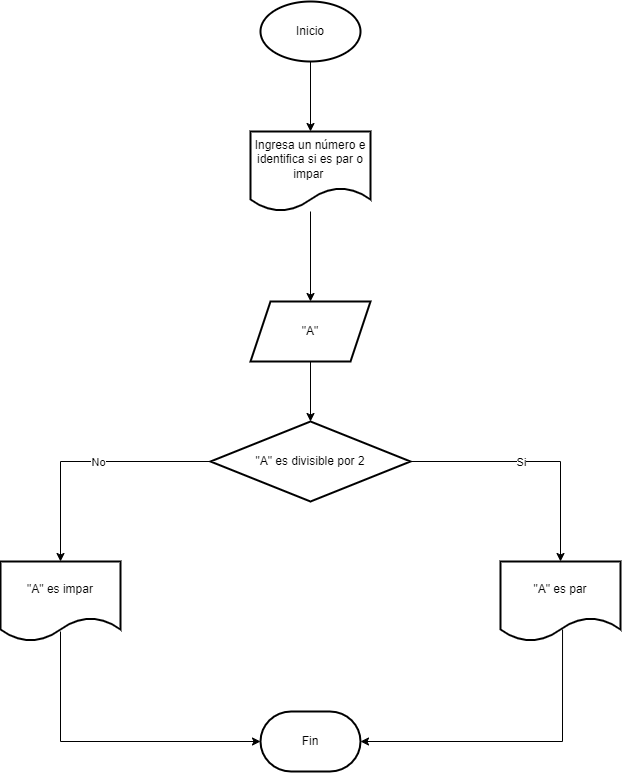 Inicio
Ingresa un número e
identifica si es par o
impar
"A"
"A" es divisible por 2
No
Si
"A" es impar
"A" es par
Fin